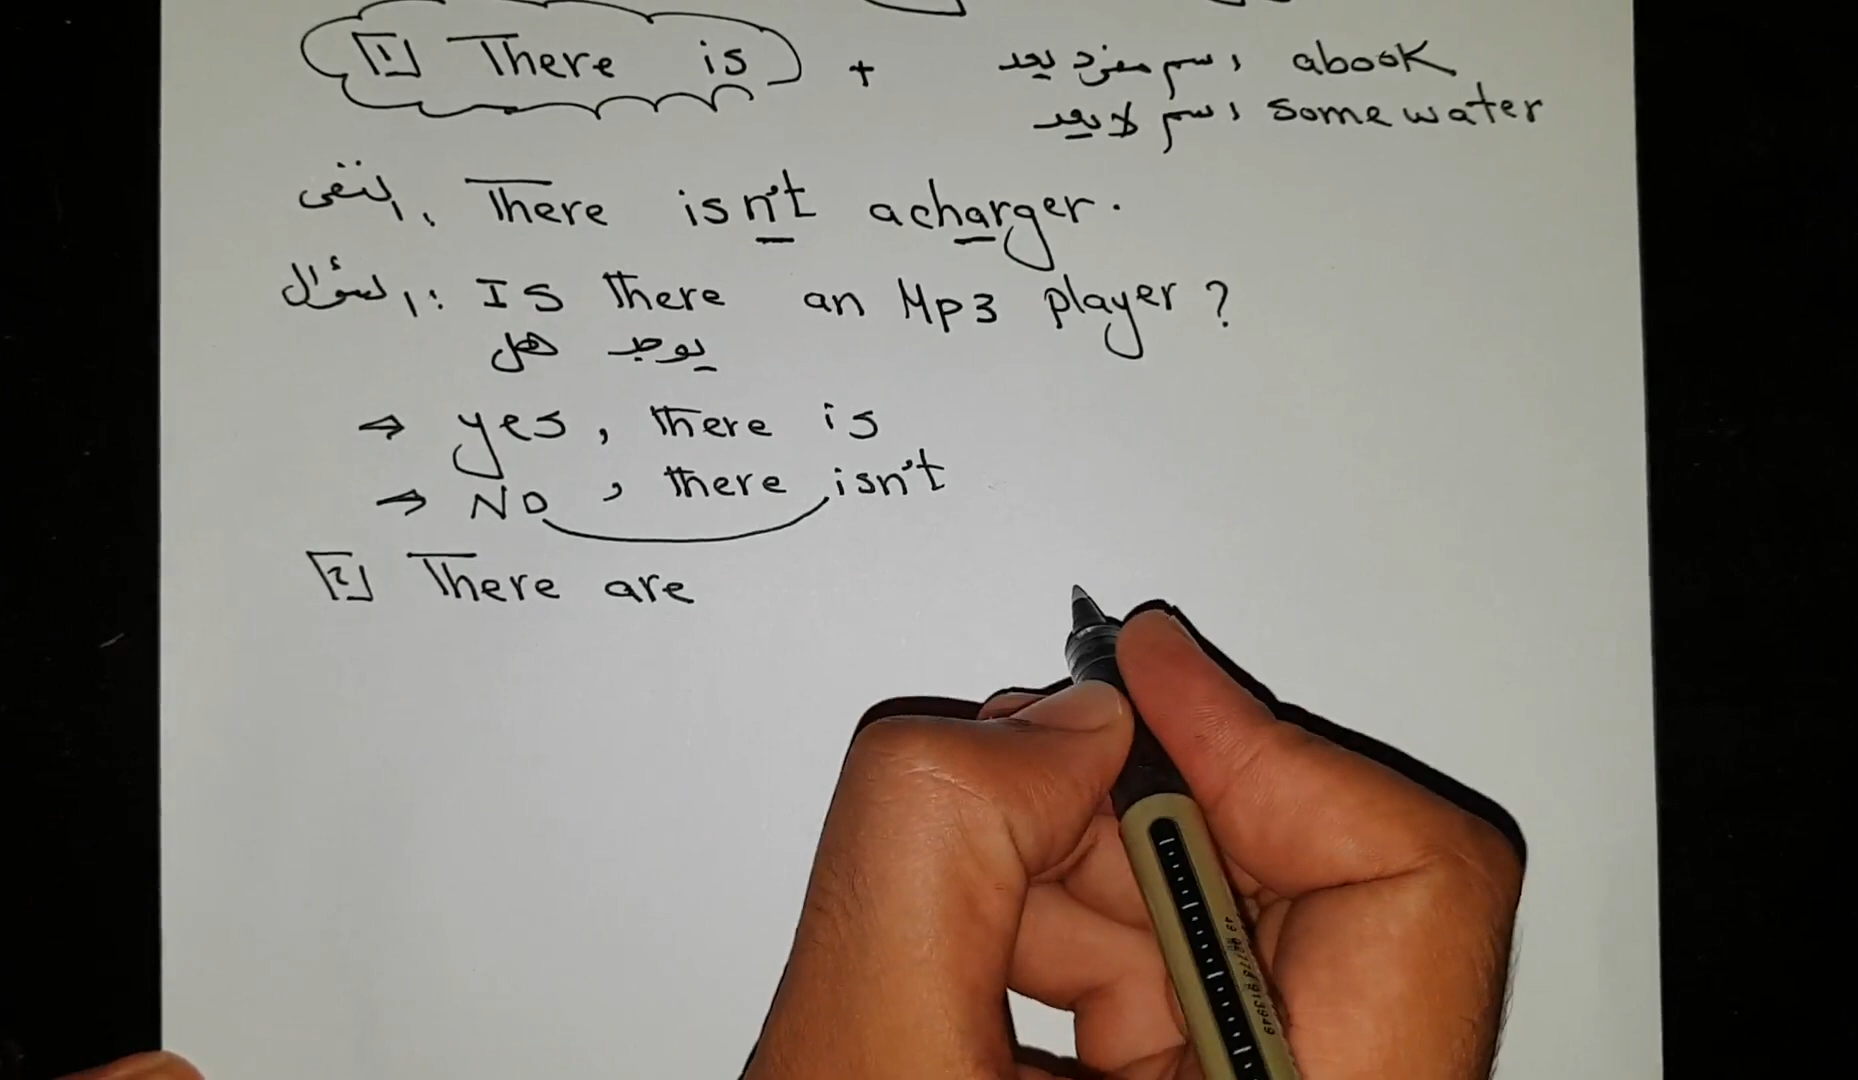 [1] There is + اسم مفرد يعد a book
اسم لا يعد some water
النفى: There isn't a charger.
السؤال: Is there an Mp3 player?
هل يوجد
⇒ yes, there is
⇒ No, there isn't
[2] There are